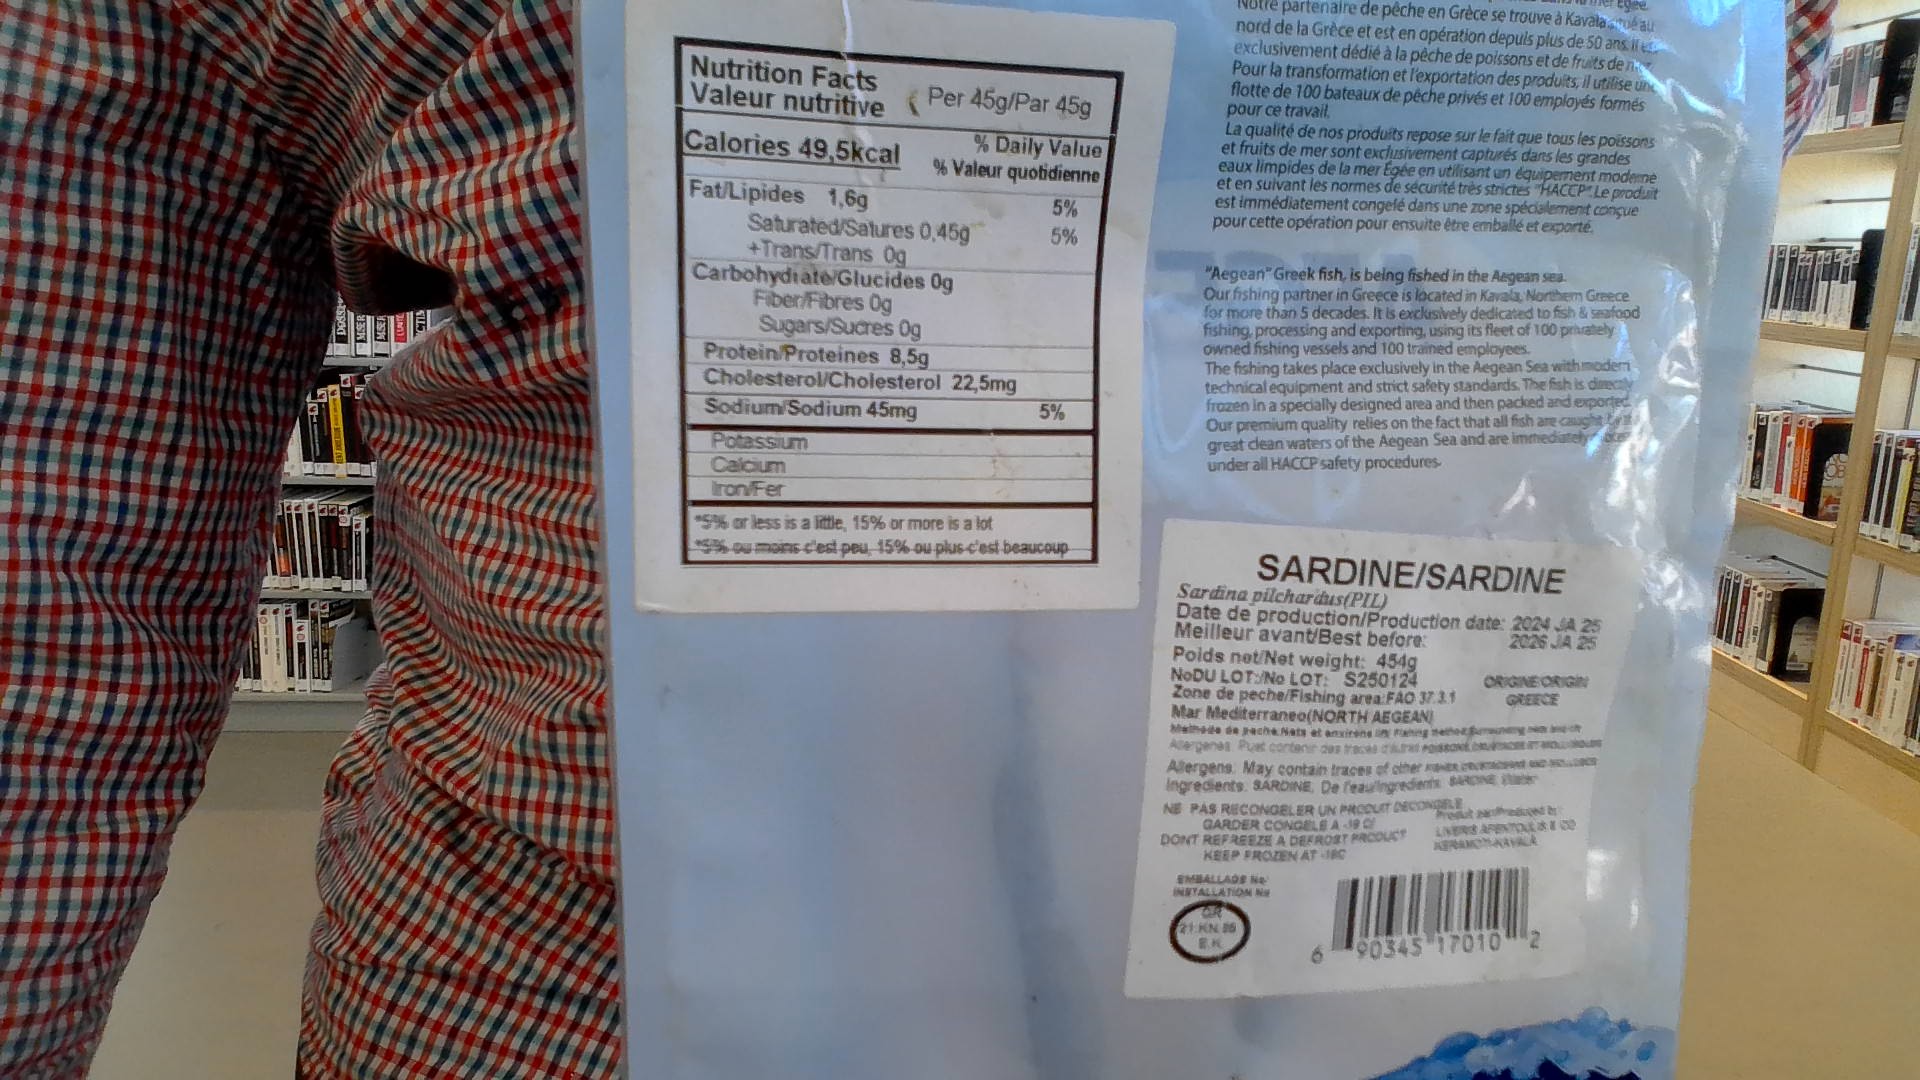 Nutrition Facts
Valeur nutritive
Per 45g/Par 45g
Calories 49,5kcal
% Daily Value
% Valeur quotidienne
Fat/Lipides 1,6g 5%
Saturated/Satures 0,45g 5%
+Trans/Trans 0g
Carbohydrate/Glucides 0g
Fiber/Fibres 0g
Sugars/Sucres 0g
Protein/Proteines 8,5g
Cholesterol/Cholesterol 22,5mg
Sodium/Sodium 45mg 5%
Potassium
Calcium
Iron/Fer
*5% or less is a little, 15% or more is a lot
*5% ou moins c'est peu, 15% ou plus c'est beaucoup
Notre partenaire de pêche en Grèce se trouve à Kavala au
nord de la Grèce et est en opération depuis plus de 50 ans. Il
exclusivement dédié à la pêche de poissons et de fruits de
Pour la transformation et l'exportation des produits, il utilise une
flotte de 100 bateaux de pêche privés et 100 employés formés
pour ce travail.
La qualité de nos produits repose sur le fait que tous les poissons
et fruits de mer sont exclusivement capturés dans les grandes
eaux limpides de la mer Égée en utilisant un équipement moderne
et en suivant les normes de sécurité très strictes "HACCP". Le produit
est immédiatement congelé dans une zone spécialement conçue
pour cette opération pour ensuite être emballé et exporté.
"Aegean" Greek fish, is being fished in the Aegean sea.
Our fishing partner in Greece is located in Kavala, Northern Greece
for more than 5 decades. It is exclusively dedicated to fish & seafood
fishing, processing and exporting, using its fleet of 100 privately
owned fishing vessels and 100 trained employees.
The fishing takes place exclusively in the Aegean Sea with modern
technical equipment and strict safety standards. The fish is directly
frozen in a specially designed area and then packed and exported.
Our premium quality relies on the fact that all fish are caught
great clean waters of the Aegean Sea and are immediately
under all HACCP safety procedures.
SARDINE/SARDINE
Sardina pilchardus(PIL)
Date de production/Production date: 2024 JA 25
Meilleur avant/Best before: 2026 JA 25
Poids net/Net weight: 454g
NoDU LOT:/No LOT: S250124
ORIGINE/ORIGIN
Zone de peche/Fishing area:FAO 37.3.1
GREECE
Mar Mediterraneo(NORTH AEGEAN)
Allergenes: Puet contenir des traces d'autres
Allergens: May contain traces of other
Ingredients: SARDINE, De l'eau/Ingredients: SARDINE, Water
NE PAS RECONGELER UN PRODUIT DECONGELE
GARDER CONGELE A
DONT REFREEZE A DEFROST PRODUCT
KEEP FROZEN AT -18C
KERAMOTI-KAVALA
EMBALLAGE No
INSTALLATION No
GR
E.K
6 90345 17010 2